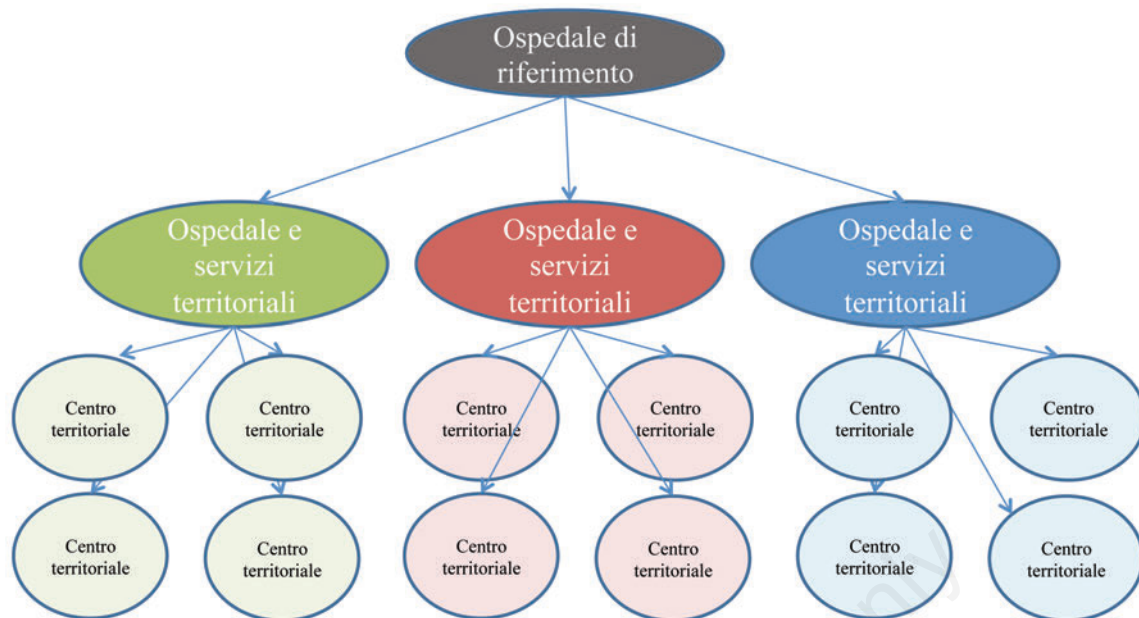 Ospedale di
riferimento
Ospedale e
servizi
territoriali
Ospedale e
servizi
territoriali
Ospedale e
servizi
territoriali
Centro
territoriale
Centro
territoriale
Centro
territoriale
Centro
territoriale
Centro
territoriale
Centro
territoriale
Centro
territoriale
Centro
territoriale
Centro
territoriale
Centro
territoriale
Centro
territoriale
Centro
territoriale
only